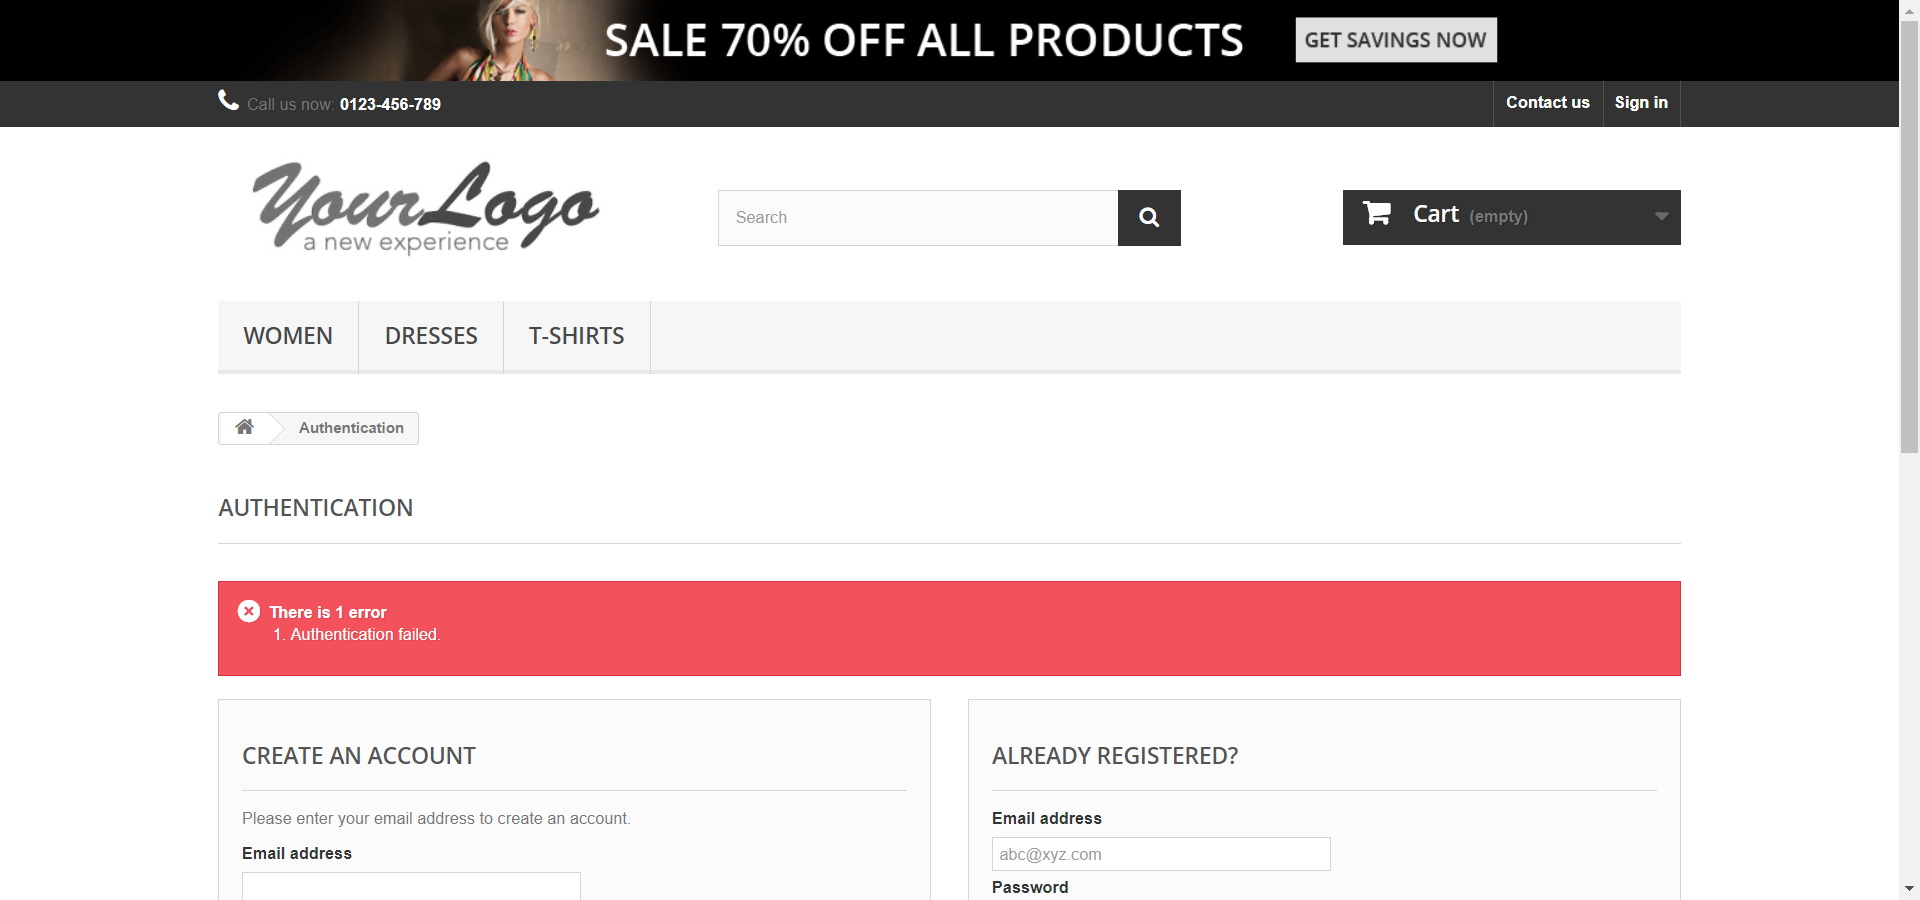 SALE 70% OFF ALL PRODUCTS GET SAVINGS NOW
Call us now: 0123-456-789 Contact us Sign in
YourLogo
a new experience
Search
Cart (empty)
WOMEN DRESSES T-SHIRTS
Authentication
AUTHENTICATION
There is 1 error
1. Authentication failed.
CREATE AN ACCOUNT
Please enter your email address to create an account.
Email address
ALREADY REGISTERED?
Email address
abc@xyz.com
Password